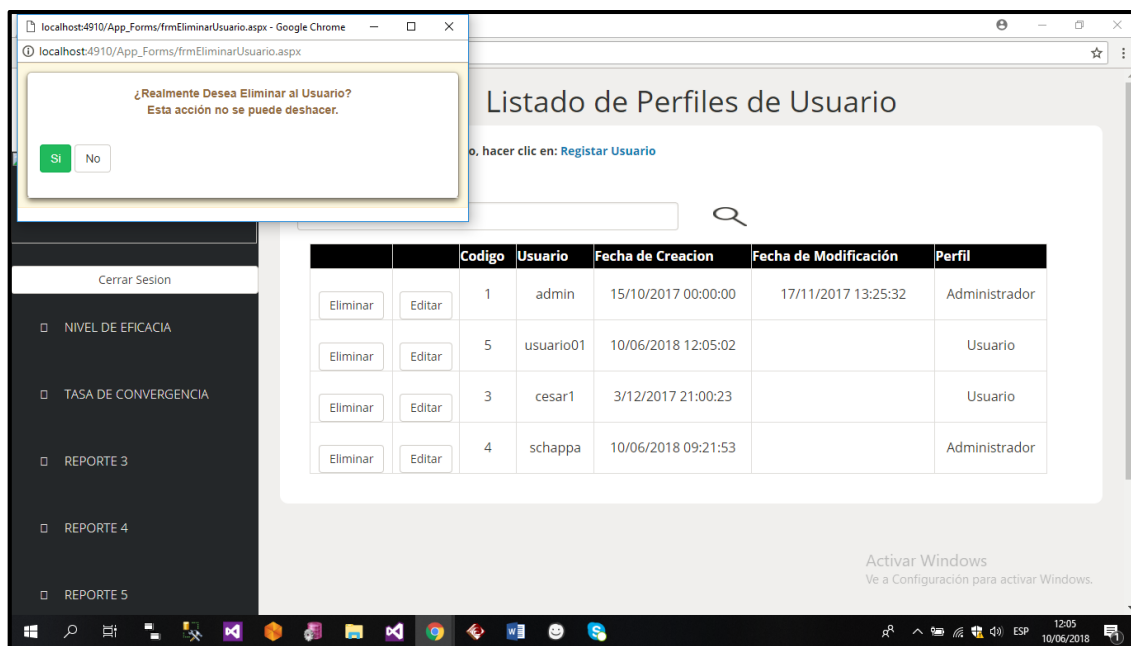 localhost:4910/App_Forms/frmEliminarUsuario.aspx - Google Chrome
localhost:4910/App_Forms/frmEliminarUsuario.aspx
¿Realmente Desea Eliminar al Usuario?
Esta acción no se puede deshacer.
Si No
Listado de Perfiles de Usuario
o, hacer clic en: Registar Usuario
Cerrar Sesion
NIVEL DE EFICACIA
TASA DE CONVERGENCIA
REPORTE 3
REPORTE 4
REPORTE 5
Codigo Usuario Fecha de Creacion Fecha de Modificación Perfil
Eliminar Editar 1 admin 15/10/2017 00:00:00 17/11/2017 13:25:32 Administrador
Eliminar Editar 5 usuario01 10/06/2018 12:05:02 Usuario
Eliminar Editar 3 cesar1 3/12/2017 21:00:23 Usuario
Eliminar Editar 4 schappa 10/06/2018 09:21:53 Administrador
Activar Windows
Ve a Configuración para activar Windows.
ESP 12:05
10/06/2018